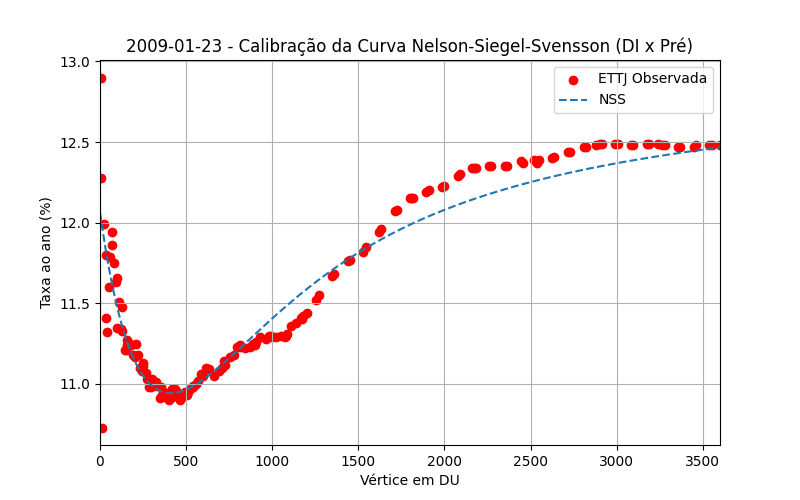 2009-01-23 - Calibração da Curva Nelson-Siegel-Svensson (DI x Pré)
13.0
12.5
12.0
11.5
11.0
Taxa ao ano (%)
ETTJ Observada
NSS
0 500 1000 1500 2000 2500 3000 3500
Vértice em DU